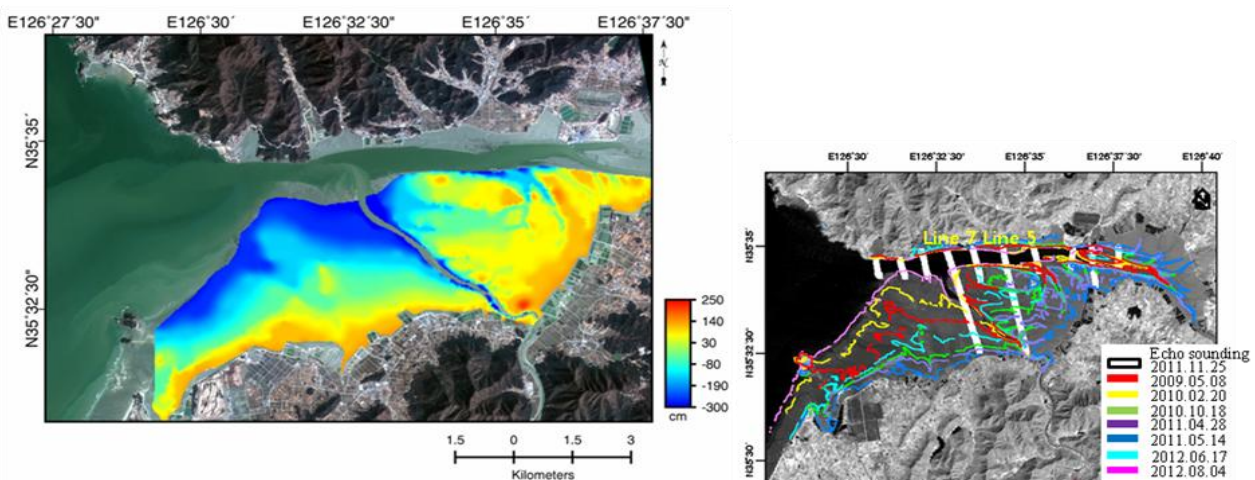 E126°27'30" E126°30' E126°32'30" E126°35' E126°37'30"
N
N35°35'
N35°32'30"
250
140
30
-80
-190
-300
cm
1.5 0 1.5 3
Kilometers
E126°30' E126°32'30" E126°35' E126°37'30" E126°40'
N35°35'
N35°32'30"
N35°30'
Line 7 Line 5
Echo sounding
2011.11.25
2009.05.08
2010.02.20
2010.10.18
2011.04.28
2011.05.14
2012.06.17
2012.08.04